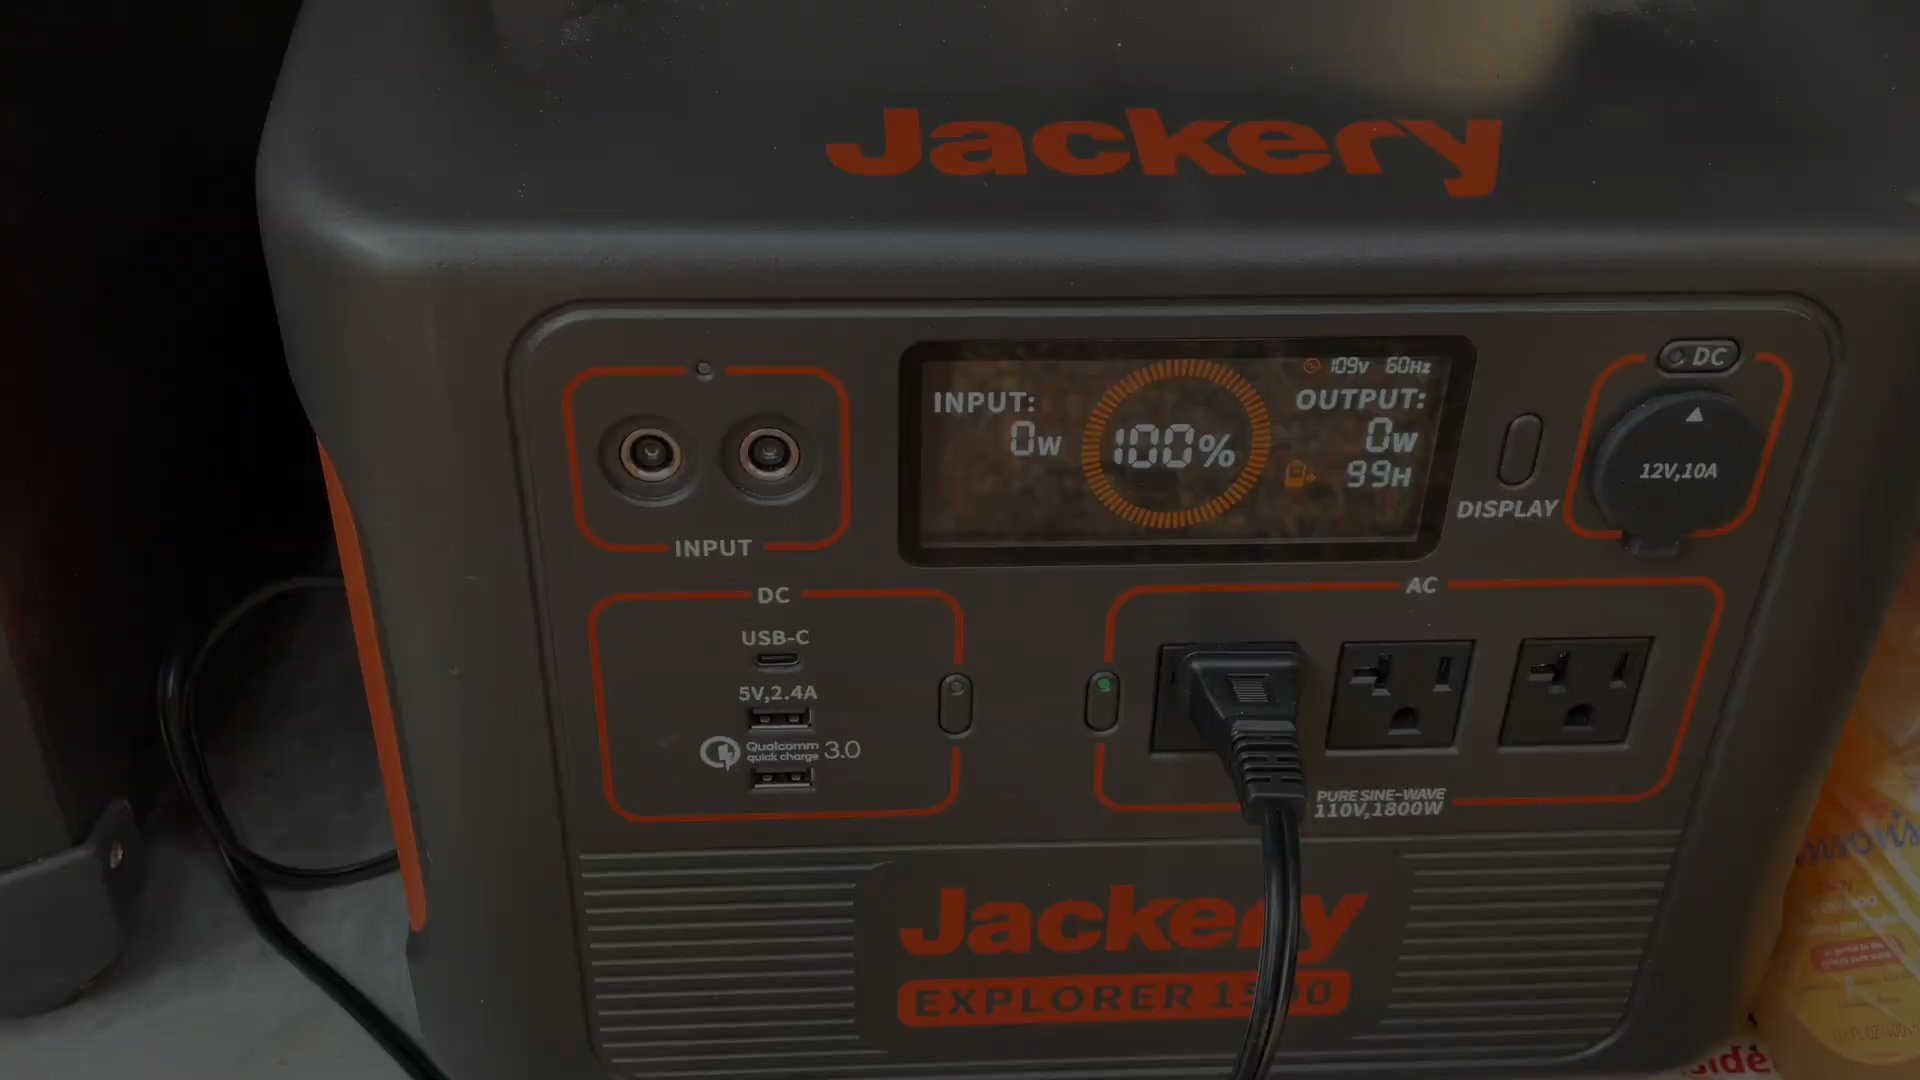 Jackery
109V 60Hz
INPUT:
OUTPUT:
0W
100%
0W
99H
DISPLAY
DC
12V,10A
INPUT
DC
USB-C
5V,2.4A
Qualcomm
quick charge 3.0
AC
PURE SINE-WAVE
110V,1800W
Jackery
EXPLORER